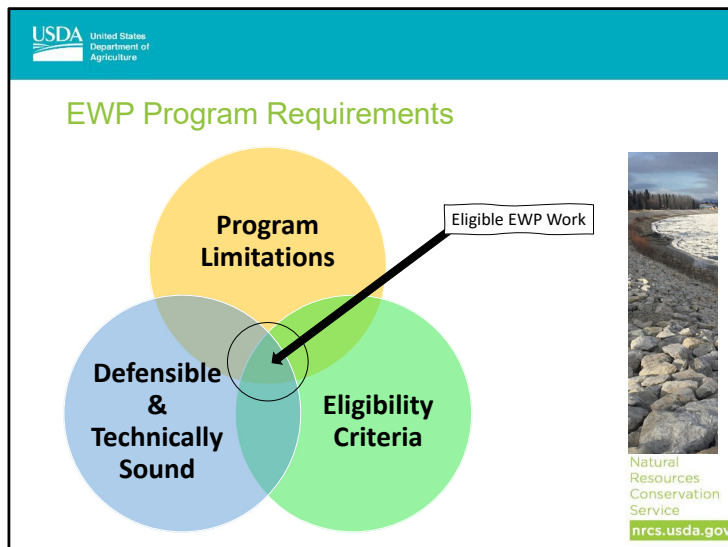 USDA
United States
Department of
Agriculture
EWP Program Requirements
Program
Limitations
Eligible EWP Work
Defensible
&
Technically
Sound
Eligibility
Criteria
Natural
Resources
Conservation
Service
nrcs.usda.gov